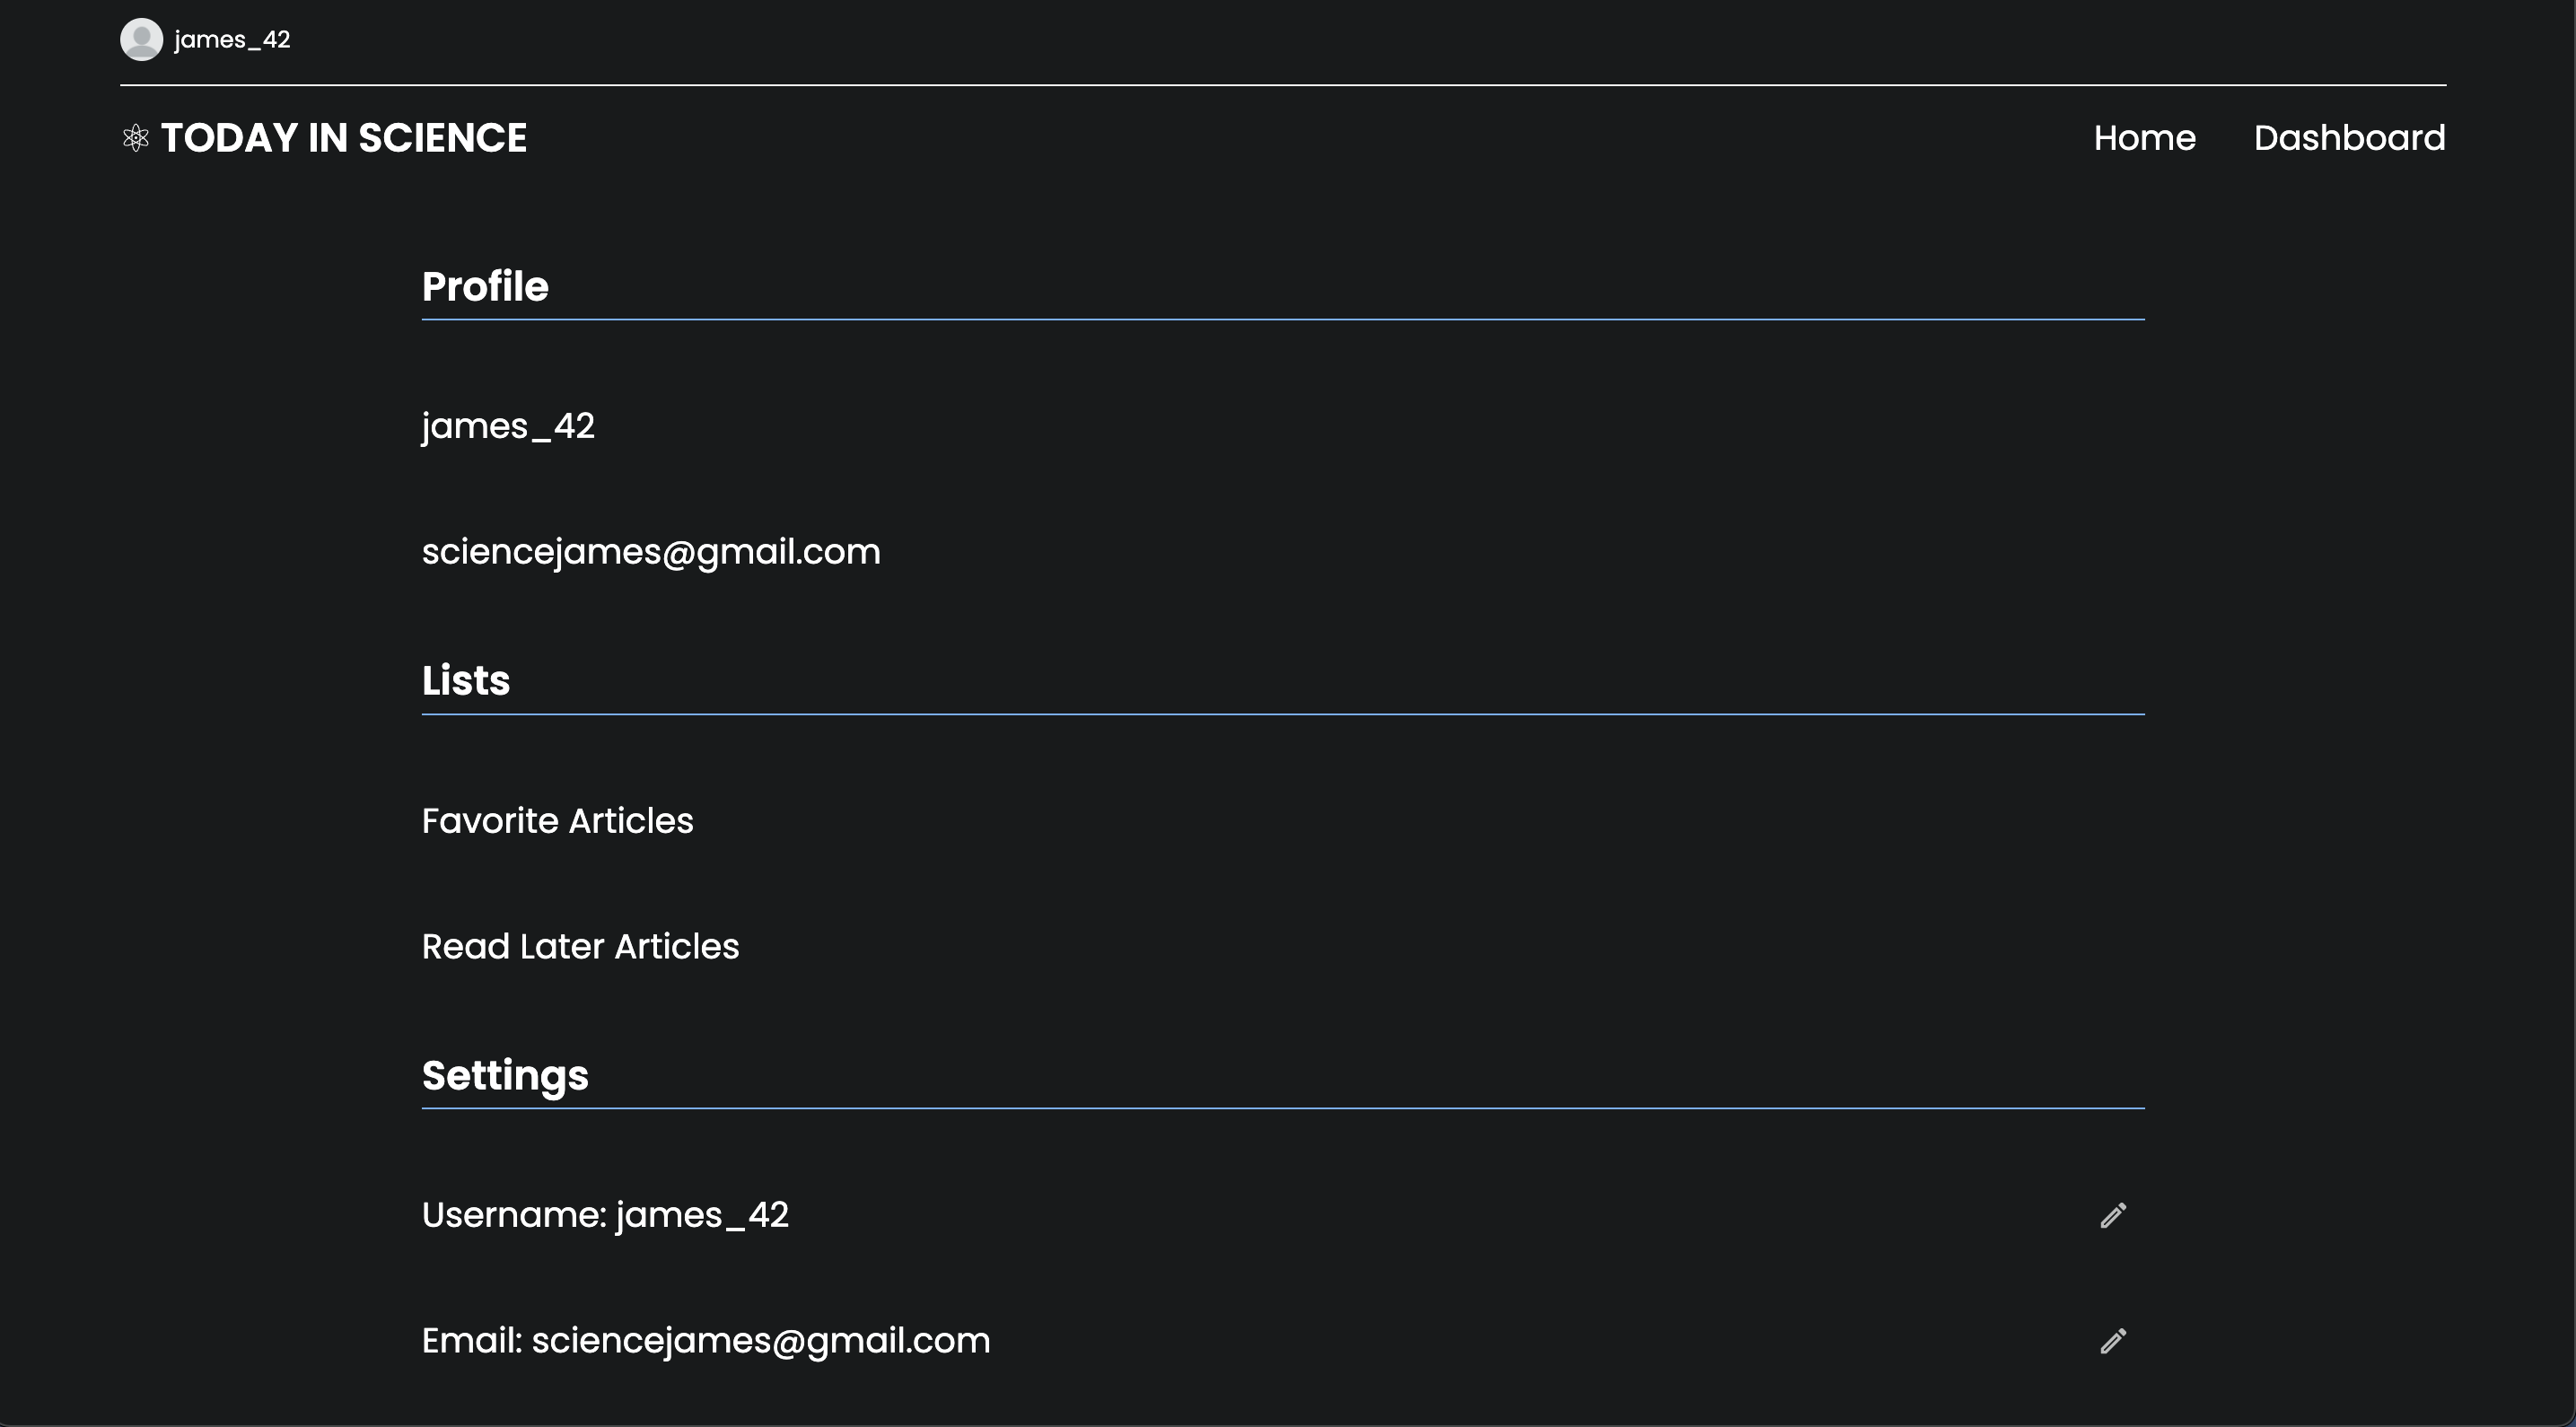 james_42
TODAY IN SCIENCE
Home Dashboard
Profile
james_42
sciencejames@gmail.com
Lists
Favorite Articles
Read Later Articles
Settings
Username: james_42
Email: sciencejames@gmail.com